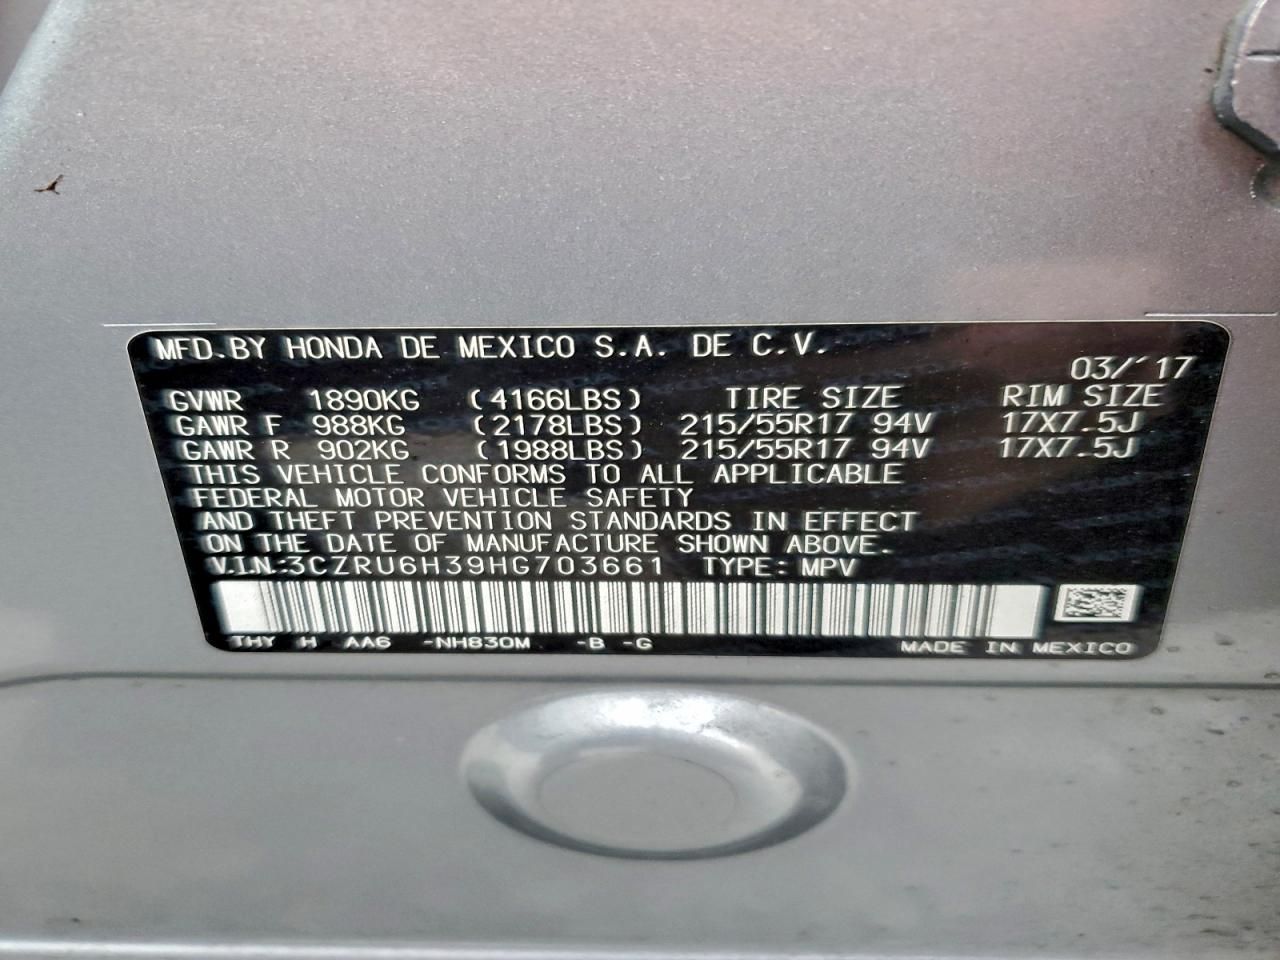 MFD.BY HONDA DE MEXICO S.A. DE C.V.
03/´17
GVWR 1890KG (4166LBS) TIRE SIZE RIM SIZE
GAWR F 988KG (2178LBS) 215/55R17 94V 17X7.5J
GAWR R 902KG (1988LBS) 215/55R17 94V 17X7.5J
THIS VEHICLE CONFORMS TO ALL APPLICABLE
FEDERAL MOTOR VEHICLE SAFETY
AND THEFT PREVENTION STANDARDS IN EFFECT
ON THE DATE OF MANUFACTURE SHOWN ABOVE.
V.I.N.:3CZRU6H39HG703661 TYPE: MPV
THY H AA6 -NH830M -B -G MADE IN MEXICO